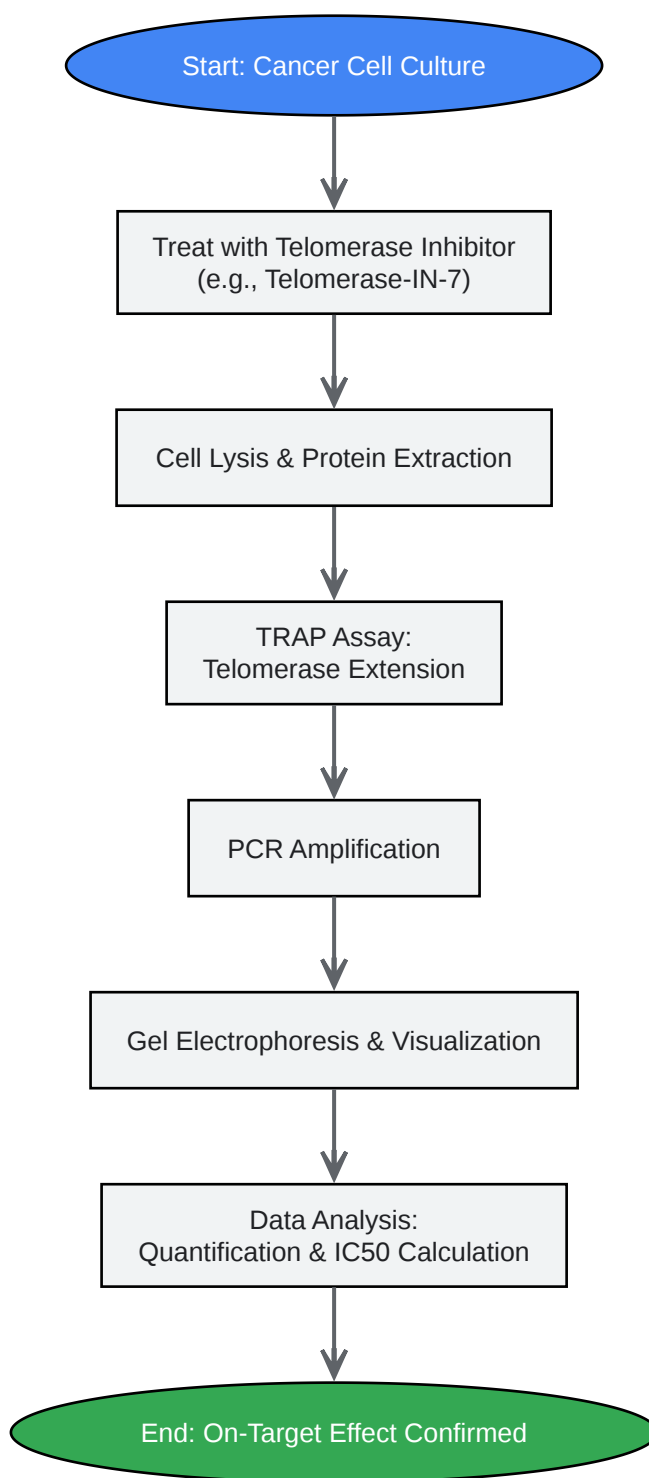 Start: Cancer Cell Culture
Treat with Telomerase Inhibitor
(e.g., Telomerase-IN-7)
Cell Lysis & Protein Extraction
TRAP Assay:
Telomerase Extension
PCR Amplification
Gel Electrophoresis & Visualization
Data Analysis:
Quantification & IC50 Calculation
End: On-Target Effect Confirmed